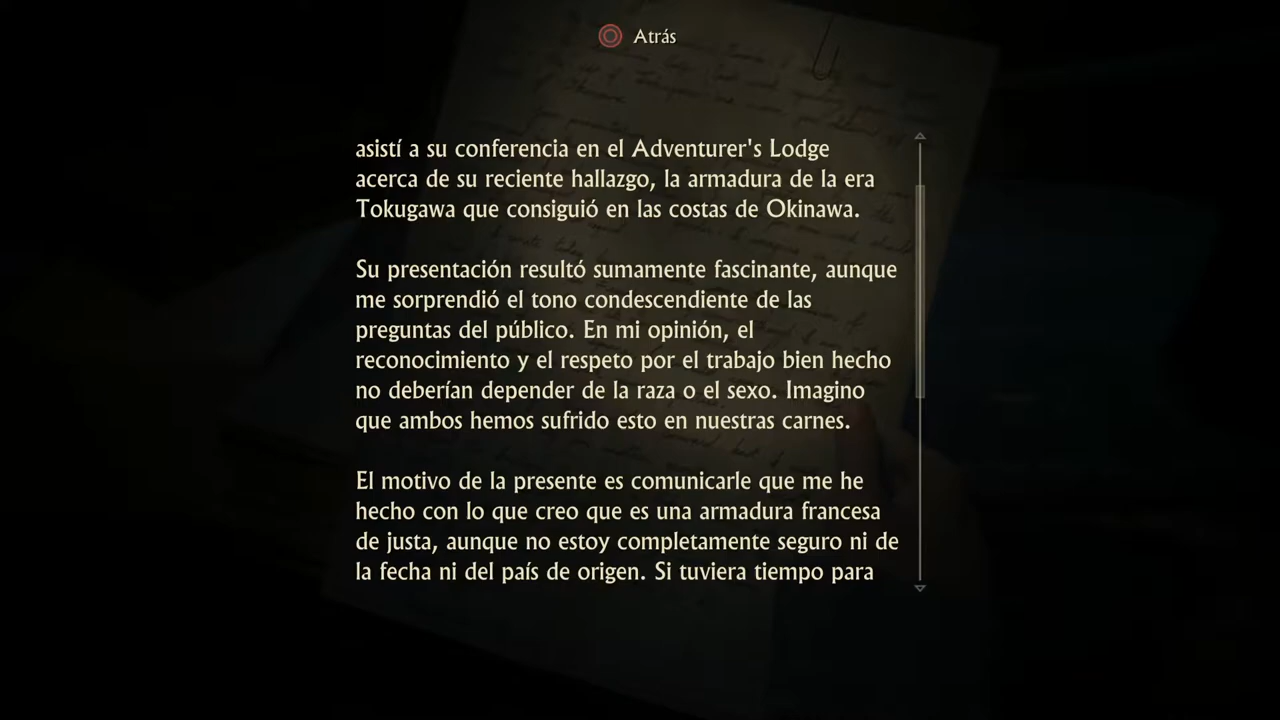 Atrás
asistí a su conferencia en el Adventurer's Lodge
acerca de su reciente hallazgo, la armadura de la era
Tokugawa que consiguió en las costas de Okinawa.
Su presentación resultó sumamente fascinante, aunque
me sorprendió el tono condescendiente de las
preguntas del público. En mi opinión, el
reconocimiento y el respeto por el trabajo bien hecho
no deberían depender de la raza o el sexo. Imagino
que ambos hemos sufrido esto en nuestras carnes.
El motivo de la presente es comunicarle que me he
hecho con lo que creo que es una armadura francesa
de justa, aunque no estoy completamente seguro ni de
la fecha ni del país de origen. Si tuviera tiempo para